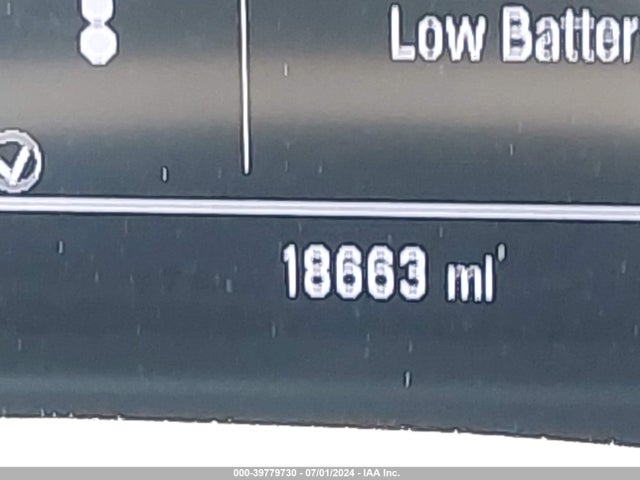 Low Batter
18663 mi
000-39779730 - 07/01/2024 - IAA Inc.